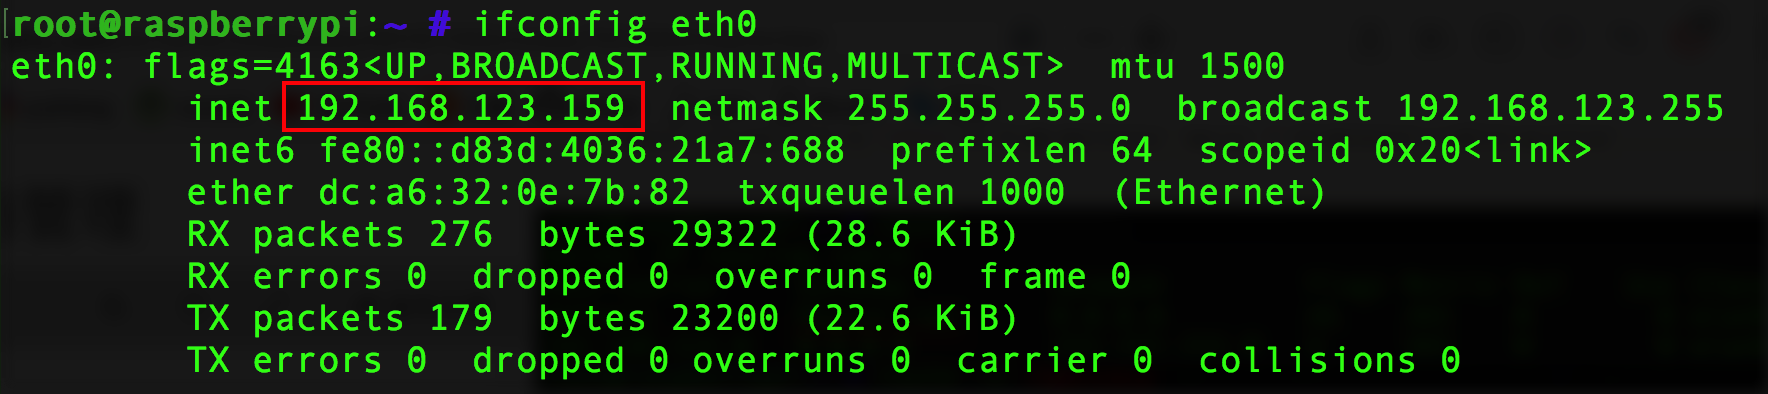 [root@raspberrypi:~ # ifconfig eth0
eth0: flags=4163<UP,BROADCAST,RUNNING,MULTICAST>  mtu 1500
        inet 192.168.123.159  netmask 255.255.255.0  broadcast 192.168.123.255
        inet6 fe80::d83d:4036:21a7:688  prefixlen 64  scopeid 0x20<link>
        ether dc:a6:32:0e:7b:82  txqueuelen 1000  (Ethernet)
        RX packets 276  bytes 29322 (28.6 KiB)
        RX errors 0  dropped 0  overruns 0  frame 0
        TX packets 179  bytes 23200 (22.6 KiB)
        TX errors 0  dropped 0 overruns 0  carrier 0  collisions 0